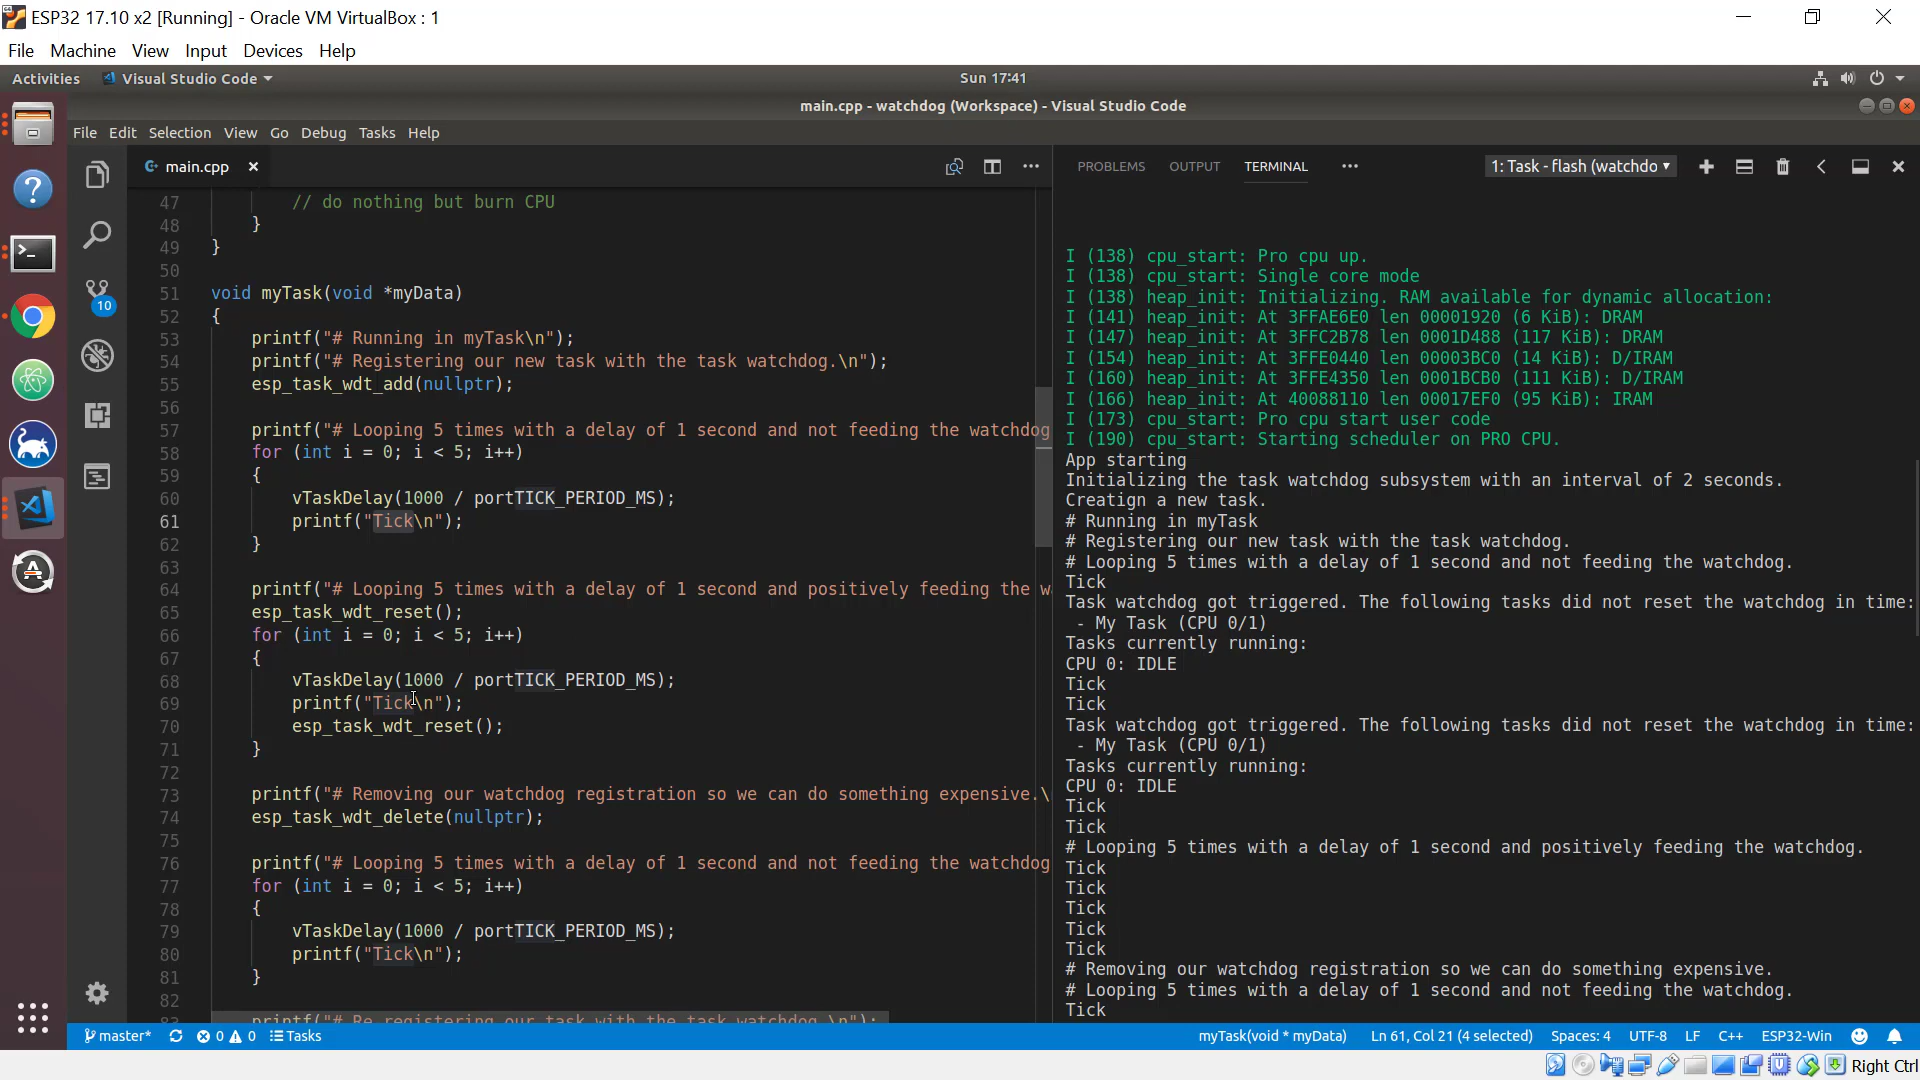 ESP32 17.10 x2 [Running] - Oracle VM VirtualBox : 1
File Machine View Input Devices Help
Activities Visual Studio Code Sun 17:41
main.cpp - watchdog (Workspace) - Visual Studio Code
File Edit Selection View Go Debug Tasks Help
main.cpp
47 // do nothing but burn CPU
48 }
49 }
50
51 void myTask(void *myData)
52 {
53 printf("# Running in myTask\n");
54 printf("# Registering our new task with the task watchdog.\n");
55 esp_task_wdt_add(nullptr);
56
57 printf("# Looping 5 times with a delay of 1 second and not feeding the watchdog
58 for (int i = 0; i < 5; i++)
59 {
60 vTaskDelay(1000 / portTICK_PERIOD_MS);
61 printf("Tick\n");
62 }
63
64 printf("# Looping 5 times with a delay of 1 second and positively feeding the w
65 esp_task_wdt_reset();
66 for (int i = 0; i < 5; i++)
67 {
68 vTaskDelay(1000 / portTICK_PERIOD_MS);
69 printf("Tick\n");
70 esp_task_wdt_reset();
71 }
72
73 printf("# Removing our watchdog registration so we can do something expensive.\
74 esp_task_wdt_delete(nullptr);
75
76 printf("# Looping 5 times with a delay of 1 second and not feeding the watchdog
77 for (int i = 0; i < 5; i++)
78 {
79 vTaskDelay(1000 / portTICK_PERIOD_MS);
80 printf("Tick\n");
81 }
82
83 printf("# Re-registering our task with the task watchdog.\n");
PROBLEMS OUTPUT TERMINAL 1: Task - flash (watchdo
I (138) cpu_start: Pro cpu up.
I (138) cpu_start: Single core mode
I (138) heap_init: Initializing. RAM available for dynamic allocation:
I (141) heap_init: At 3FFAE6E0 len 00001920 (6 KiB): DRAM
I (147) heap_init: At 3FFC2B78 len 0001D488 (117 KiB): DRAM
I (154) heap_init: At 3FFE0440 len 00003BC0 (14 KiB): D/IRAM
I (160) heap_init: At 3FFE4350 len 0001BCB0 (111 KiB): D/IRAM
I (166) heap_init: At 40088110 len 00017EF0 (95 KiB): IRAM
I (173) cpu_start: Pro cpu start user code
I (190) cpu_start: Starting scheduler on PRO CPU.
App starting
Initializing the task watchdog subsystem with an interval of 2 seconds.
Creatign a new task.
# Running in myTask
# Registering our new task with the task watchdog.
# Looping 5 times with a delay of 1 second and not feeding the watchdog.
Tick
Task watchdog got triggered. The following tasks did not reset the watchdog in time:
- My Task (CPU 0/1)
Tasks currently running:
CPU 0: IDLE
Tick
Tick
Task watchdog got triggered. The following tasks did not reset the watchdog in time:
- My Task (CPU 0/1)
Tasks currently running:
CPU 0: IDLE
Tick
Tick
# Looping 5 times with a delay of 1 second and positively feeding the watchdog.
Tick
Tick
Tick
Tick
Tick
# Removing our watchdog registration so we can do something expensive.
# Looping 5 times with a delay of 1 second and not feeding the watchdog.
Tick
10
master* 0 0 Tasks myTask(void * myData) Ln 61, Col 21 (4 selected) Spaces: 4 UTF-8 LF C++ ESP32-Win
Right Ctrl